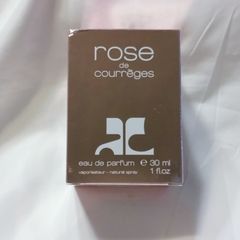 rose
de
courrèges
eau de parfum ℮ 30 ml
vaporisateur - natural spray 1 fl.oz